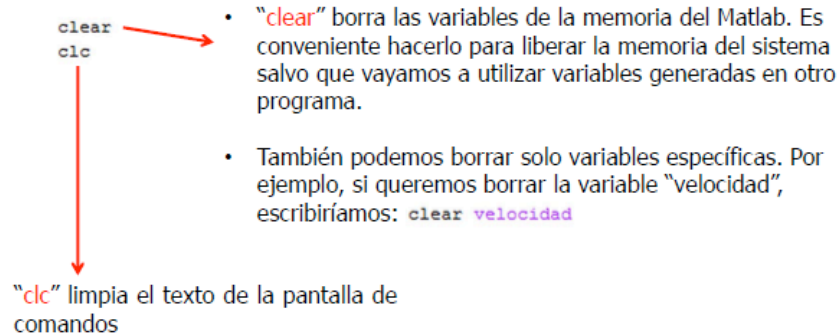 clear
clc
• “clear” borra las variables de la memoria del Matlab. Es
conveniente hacerlo para liberar la memoria del sistema
salvo que vayamos a utilizar variables generadas en otro
programa.
• También podemos borrar solo variables específicas. Por
ejemplo, si queremos borrar la variable “velocidad”,
escribiríamos: clear velocidad
“clc” limpia el texto de la pantalla de
comandos